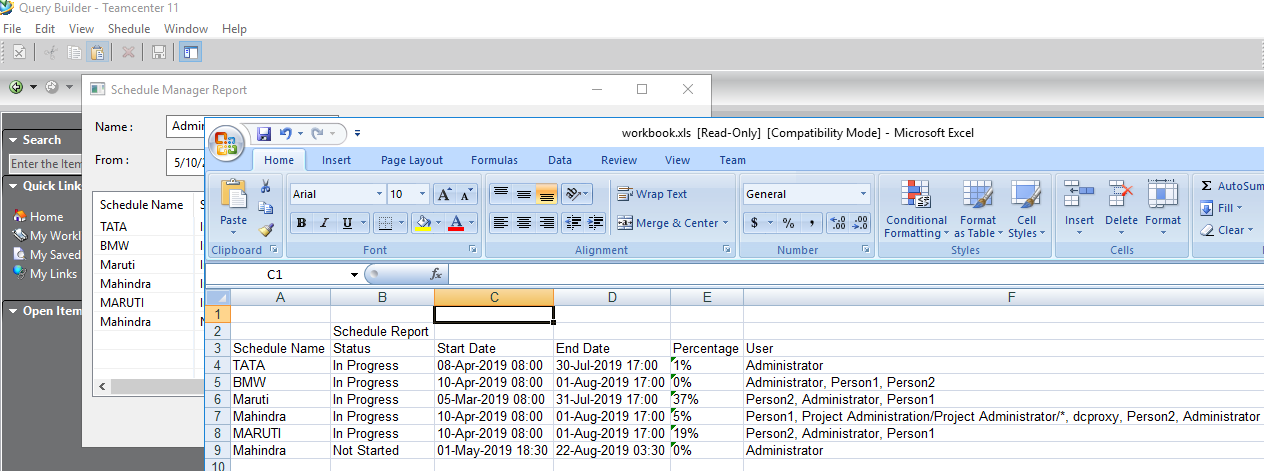 Query Builder - Teamcenter 11
File Edit View Shedule Window Help
Schedule Manager Report
Name :
From : 5/10/2
Search
Enter the Item
Quick Link
Home
My Workl
My Saved
My Links
Open Item
Schedule Name
TATA
BMW
Maruti
Mahindra
MARUTI
Mahindra
workbook.xls [Read-Only] [Compatibility Mode] - Microsoft Excel
Home Insert Page Layout Formulas Data Review View Team
Paste
Clipboard
Arial 10
B I U
Font
Wrap Text
Merge & Center
Alignment
General
$ % ,
Number
Conditional Formatting
Format as Table
Cell Styles
Styles
Insert Delete Format
Cells
Σ AutoSum
Fill
Clear
C1 fx
A B C D E F
1
2 Schedule Report
3 Schedule Name Status Start Date End Date Percentage User
4 TATA In Progress 08-Apr-2019 08:00 30-Jul-2019 17:00 1% Administrator
5 BMW In Progress 10-Apr-2019 08:00 01-Aug-2019 17:00 0% Administrator, Person1, Person2
6 Maruti In Progress 05-Mar-2019 08:00 31-Jul-2019 17:00 37% Person2, Administrator, Person1
7 Mahindra In Progress 10-Apr-2019 08:00 01-Aug-2019 17:00 5% Person1, Project Administration/Project Administrator/*, dcproxy, Person2, Administrator
8 MARUTI In Progress 10-Apr-2019 08:00 01-Aug-2019 17:00 19% Person2, Administrator, Person1
9 Mahindra Not Started 01-May-2019 18:30 22-Aug-2019 03:30 0% Administrator
10